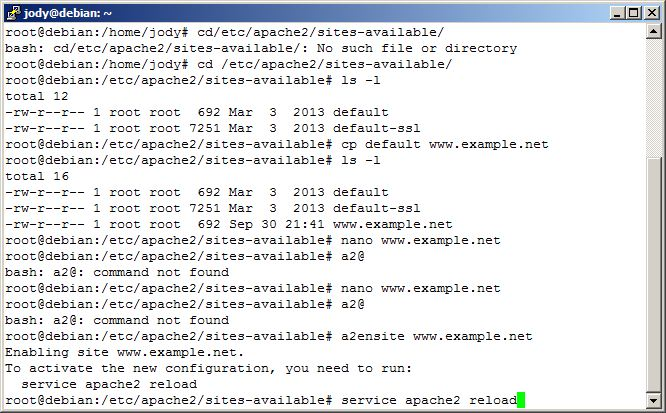 jody@debian: ~
root@debian:/home/jody# cd/etc/apache2/sites-available/
bash: cd/etc/apache2/sites-available/: No such file or directory
root@debian:/home/jody# cd /etc/apache2/sites-available/
root@debian:/etc/apache2/sites-available# ls -l
total 12
-rw-r--r-- 1 root root  692 Mar  3  2013 default
-rw-r--r-- 1 root root 7251 Mar  3  2013 default-ssl
root@debian:/etc/apache2/sites-available# cp default www.example.net
root@debian:/etc/apache2/sites-available# ls -l
total 16
-rw-r--r-- 1 root root  692 Mar  3  2013 default
-rw-r--r-- 1 root root 7251 Mar  3  2013 default-ssl
-rw-r--r-- 1 root root  692 Sep 30 21:41 www.example.net
root@debian:/etc/apache2/sites-available# nano www.example.net
root@debian:/etc/apache2/sites-available# a2@
bash: a2@: command not found
root@debian:/etc/apache2/sites-available# nano www.example.net
root@debian:/etc/apache2/sites-available# a2@
bash: a2@: command not found
root@debian:/etc/apache2/sites-available# a2ensite www.example.net
Enabling site www.example.net.
To activate the new configuration, you need to run:
  service apache2 reload
root@debian:/etc/apache2/sites-available# service apache2 reload